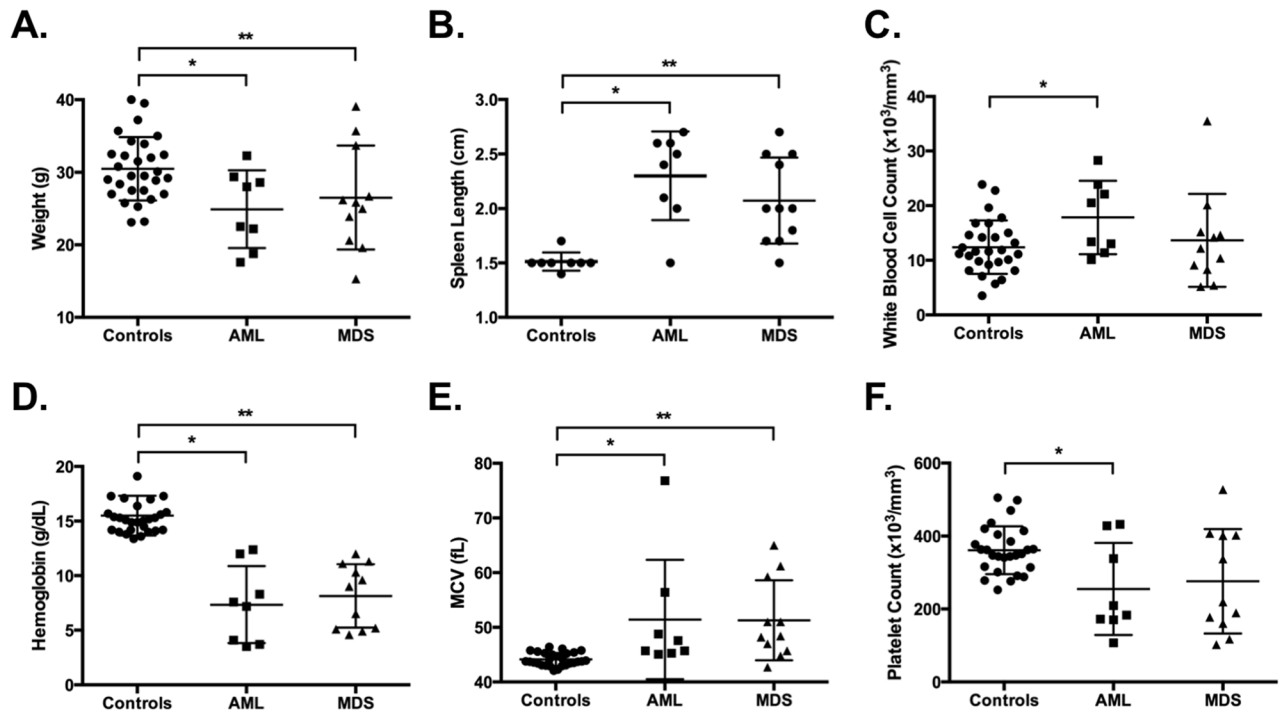 A.
**
*
Weight (g)
40
30
20
10
Controls AML MDS
B.
**
*
Spleen Length (cm)
3.0
2.5
2.0
1.5
1.0
Controls AML MDS
C.
*
White Blood Cell Count (x10³/mm³)
40
30
20
10
0
Controls AML MDS
D.
**
*
Hemoglobin (g/dL)
20
15
10
5
0
Controls AML MDS
E.
**
*
MCV (fL)
80
70
60
50
40
Controls AML MDS
F.
*
Platelet Count (x10³/mm³)
600
400
200
0
Controls AML MDS